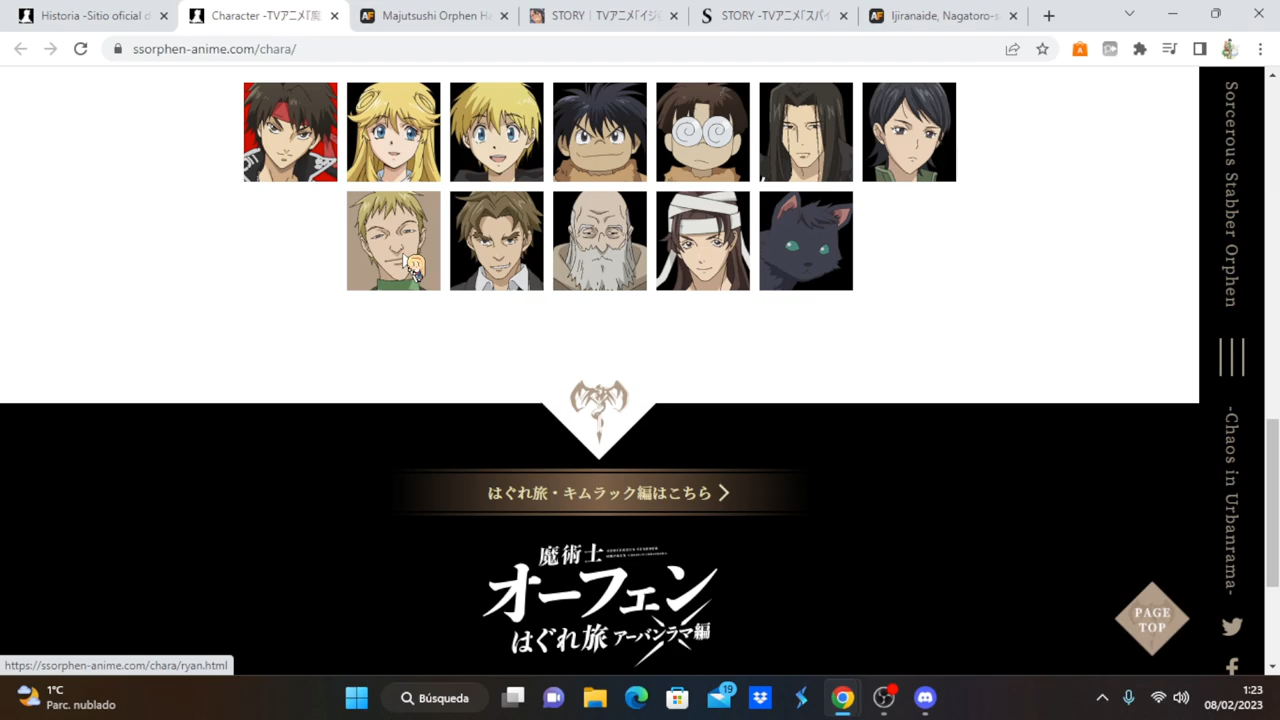 Historia -Sitio oficial d
Character -TVアニメ「魔
Majutsushi Orphen Ha
STORY | TVアニメ「イジ
STORY -TVアニメ「スパイ
Ijiranaide, Nagatoro-s
ssorphen-anime.com/chara/
Sorcerous Stabber Orphen
-Chaos in Urbanrama-
はぐれ旅・キムラック編はこちら
魔術士
オーフェン
はぐれ旅 アーバンラマ編
PAGE
TOP
https://ssorphen-anime.com/chara/ryan.html
1°C
Parc. nublado
Búsqueda
19
1:23
08/02/2023